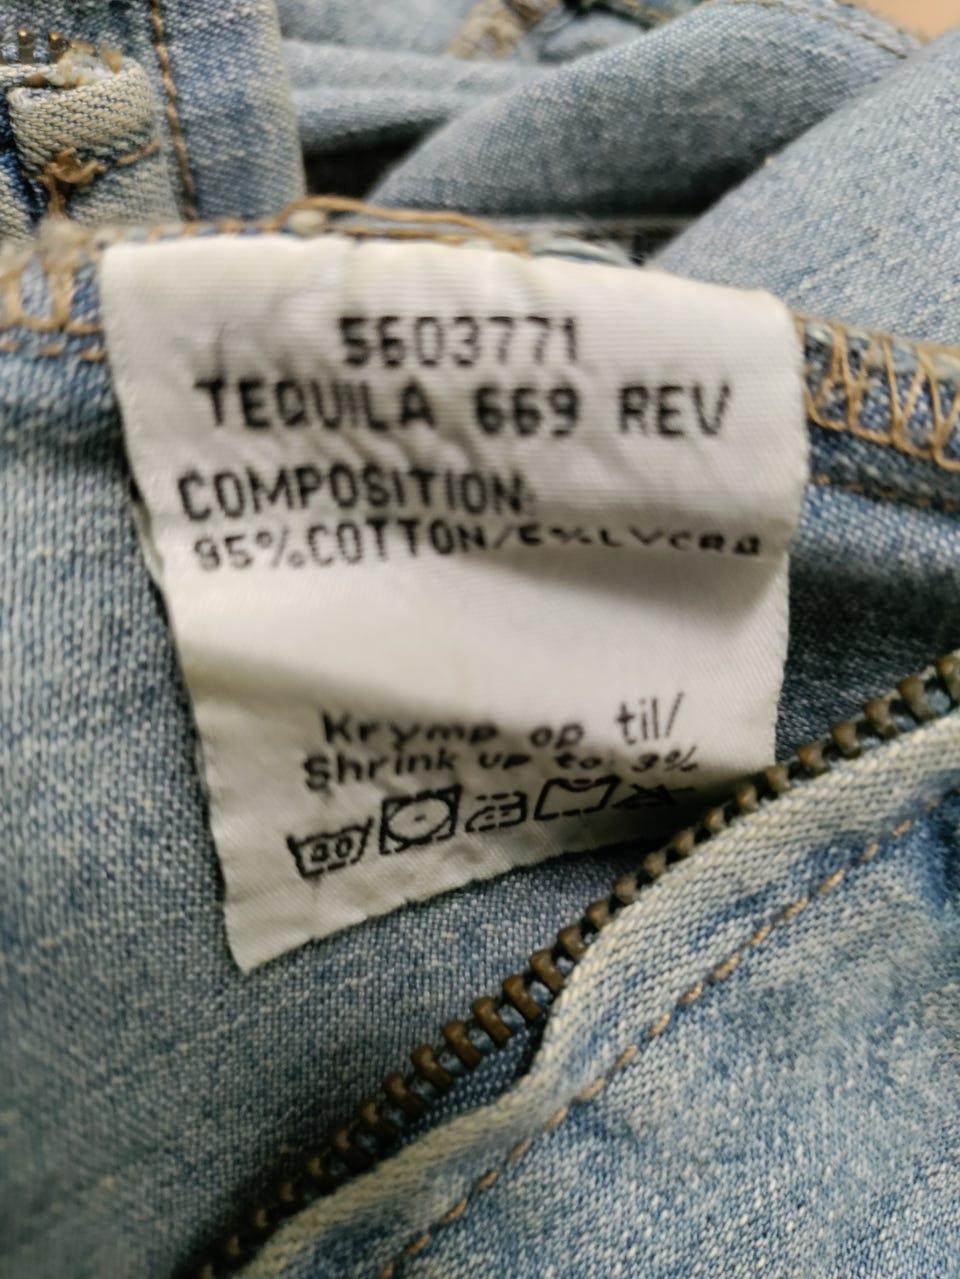 5603771
TEQUILA 669 REV
COMPOSITION:
95%COTTON/5%LYCRA
Krymp op til/
Shrink up to 3%